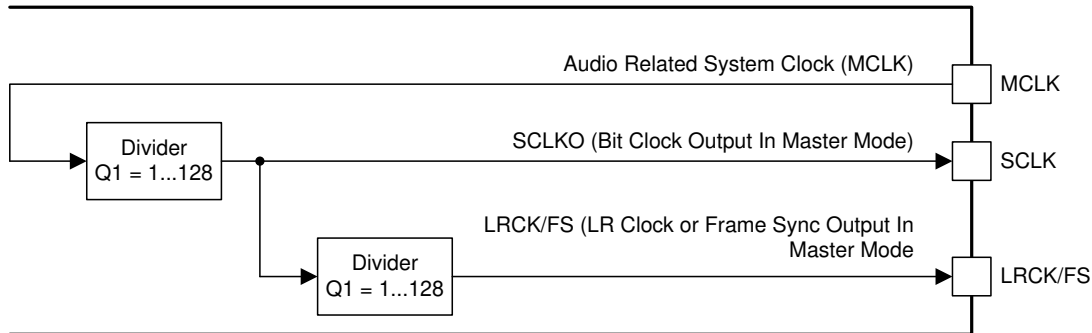 Audio Related System Clock (MCLK)
MCLK
Divider
Q1 = 1...128
SCLKO (Bit Clock Output In Master Mode)
SCLK
LRCK/FS (LR Clock or Frame Sync Output In
Master Mode
Divider
Q1 = 1...128
LRCK/FS